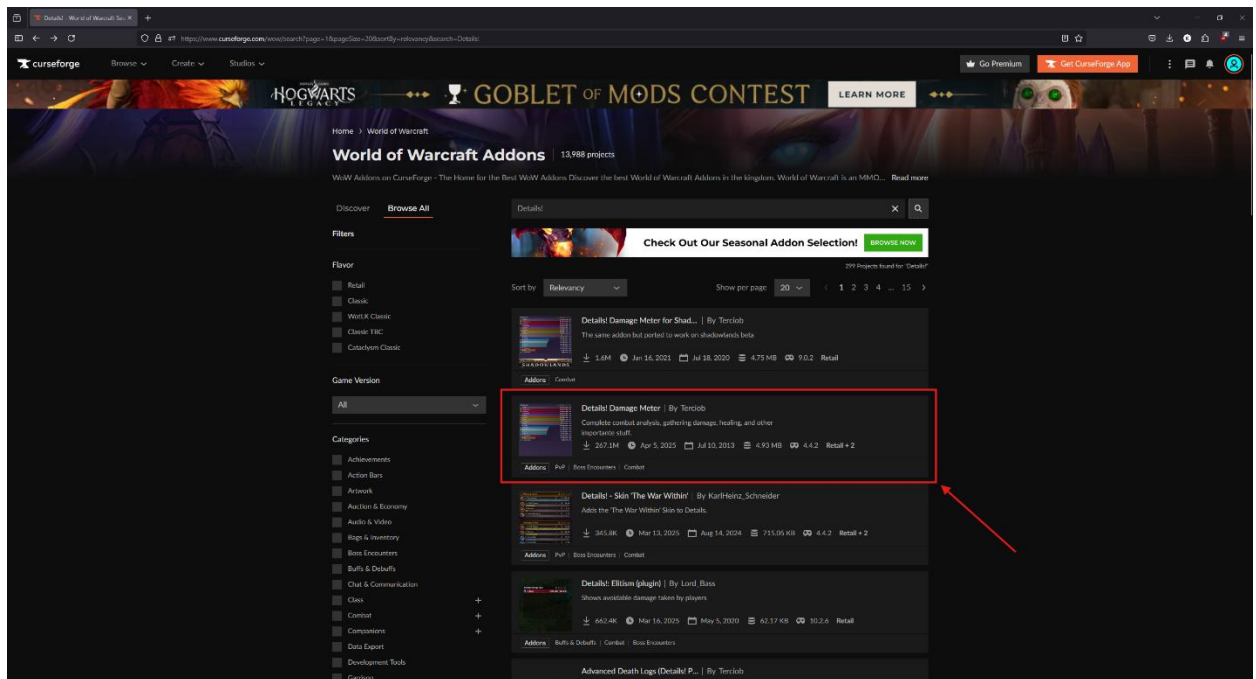 Details! - World of Warcraft Sea
https://www.curseforge.com/wow/search?page=1&pageSize=20&sortBy=relevancy&search=Details!
curseforge Browse Create Studios Go Premium Get CurseForge App
HOGWARTS LEGACY GOBLET OF MODS CONTEST LEARN MORE
Home > World of Warcraft
World of Warcraft Addons 13,988 projects
WoW Addons on CurseForge - The Home for the Best WoW Addons Discover the best World of Warcraft Addons in the kingdom. World of Warcraft is an MMO... Read more
Discover Browse All
Details!
Filters
Check Out Our Seasonal Addon Selection! BROWSE NOW
299 Projects found for "Details!"
Flavor
Retail
Classic
WotLK Classic
Classic TBC
Cataclysm Classic
Sort by Relevancy Show per page 20 1 2 3 4 ... 15
Details! Damage Meter for Shad... | By Terciob
The same addon but ported to work on shadowlands beta
1.6M Jan 16, 2021 Jul 18, 2020 4.75 MB 9.0.2 Retail
SHADOWLANDS
Addons Combat
Game Version
All
Details! Damage Meter | By Terciob
Complete combat analysis, gathering damage, healing, and other
importante stuff.
267.1M Apr 5, 2025 Jul 10, 2013 4.93 MB 4.4.2 Retail + 2
Addons PvP | Boss Encounters | Combat
Categories
Achievements
Action Bars
Artwork
Auction & Economy
Audio & Video
Bags & Inventory
Boss Encounters
Buffs & Debuffs
Chat & Communication
Class
Combat
Companions
Data Export
Development Tools
Garrison
Details! - Skin 'The War Within' | By KarlHeinz_Schneider
Adds the 'The War Within' Skin to Details.
345.8K Mar 13, 2025 Aug 14, 2024 715.05 KB 4.4.2 Retail + 2
Addons PvP | Boss Encounters | Combat
Details!: Elitism (plugin) | By Lord_Bass
Shows avoidable damage taken by players
662.4K Mar 16, 2025 May 5, 2020 62.17 KB 10.2.6 Retail
Addons Buffs & Debuffs | Combat | Boss Encounters
Advanced Death Logs (Details! P... | By Terciob